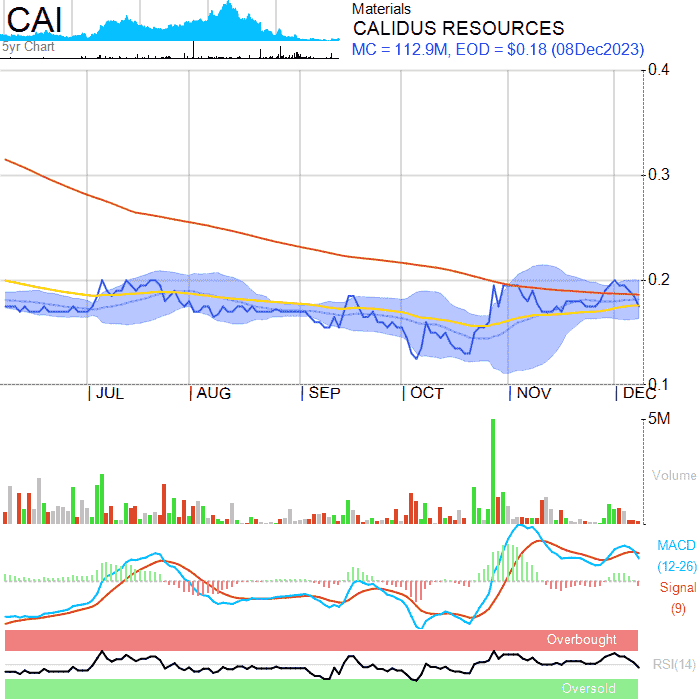 CAI
5yr Chart
Materials
CALIDUS RESOURCES
MC = 112.9M, EOD = $0.18 (08Dec2023)
0.4
0.3
0.2
0.1
JUL
AUG
SEP
OCT
NOV
DEC
5M
Volume
MACD
(12-26)
Signal
(9)
Overbought
RSI(14)
Oversold